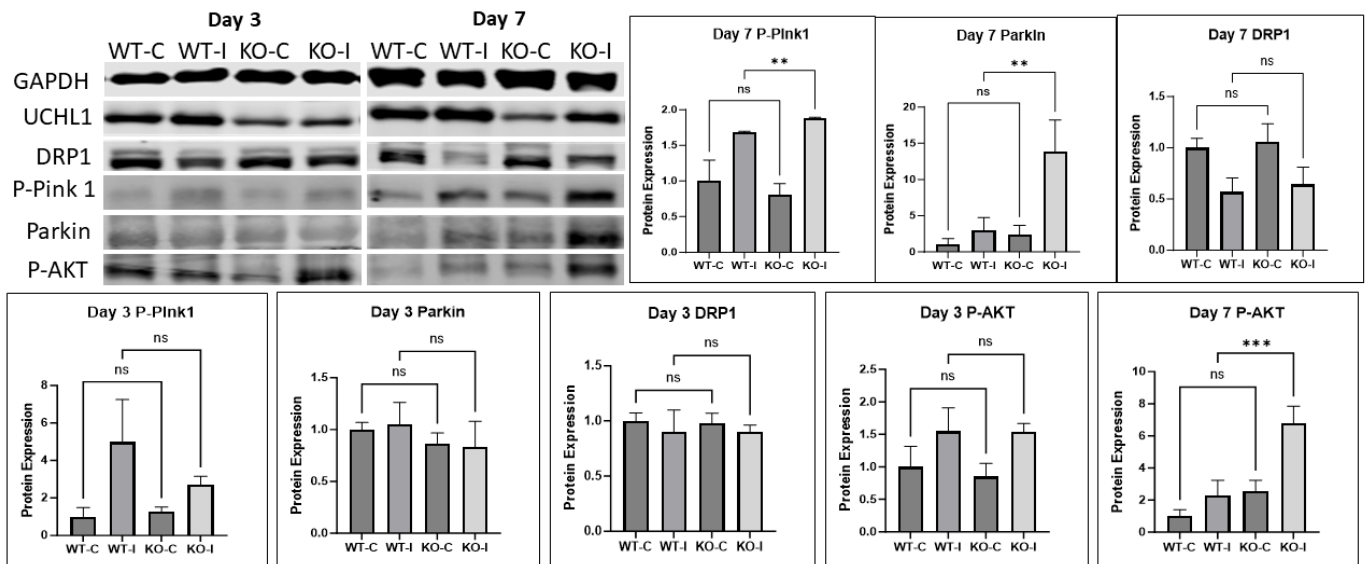 Day 3 Day 7
WT-C WT-I KO-C KO-I WT-C WT-I KO-C KO-I
GAPDH
UCHL1
DRP1
P-Pink 1
Parkin
P-AKT
Day 7 P-PInk1
**
ns
Protein Expression
2.0
1.5
1.0
0.5
0.0
WT-C WT-I KO-C KO-I
Day 7 Parkin
**
ns
Protein Expression
20
15
10
5
0
WT-C WT-I KO-C KO-I
Day 7 DRP1
ns
ns
Protein Expression
1.5
1.0
0.5
0.0
WT-C WT-I KO-C KO-I
Day 3 P-PInk1
ns
ns
Protein Expression
8
6
4
2
0
WT-C WT-I KO-C KO-I
Day 3 Parkin
ns
ns
Protein Expression
1.5
1.0
0.5
0.0
WT-C WT-I KO-C KO-I
Day 3 DRP1
ns
ns
Protein Expression
1.5
1.0
0.5
0.0
WT-C WT-I KO-C KO-I
Day 3 P-AKT
ns
ns
Protein Expression
2.5
2.0
1.5
1.0
0.5
0.0
WT-C WT-I KO-C KO-I
Day 7 P-AKT
***
ns
Protein Expression
10
8
6
4
2
0
WT-C WT-I KO-C KO-I